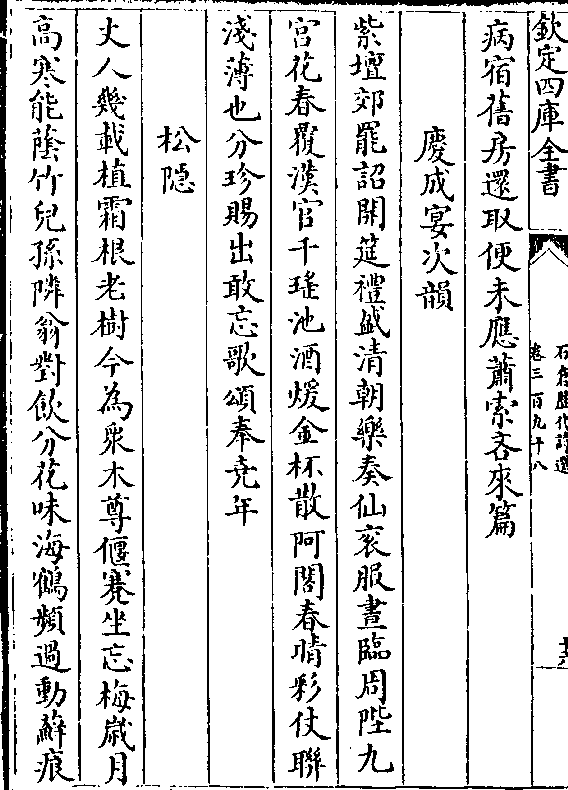 欽定四庫全書
石倉歷代詩選
卷三百九十八
病宿舊房還取便未應蕭索吝來篇
慶成宴次韻
紫壇郊罷詔開筵禮盛清朝樂奏仙衮服晝臨周陛九
宮花春覆漢官千瑤池酒煖金杯散阿閣春晴彩仗聯
淺薄也分珍賜出敢忘歌頌奉堯年
松隠
丈人幾載植霜根老樹今為衆木尊偃蹇坐忘梅歲月
高寒能蔭竹兒孫隣翁對飲分花味海鶴頻過動蘚痕